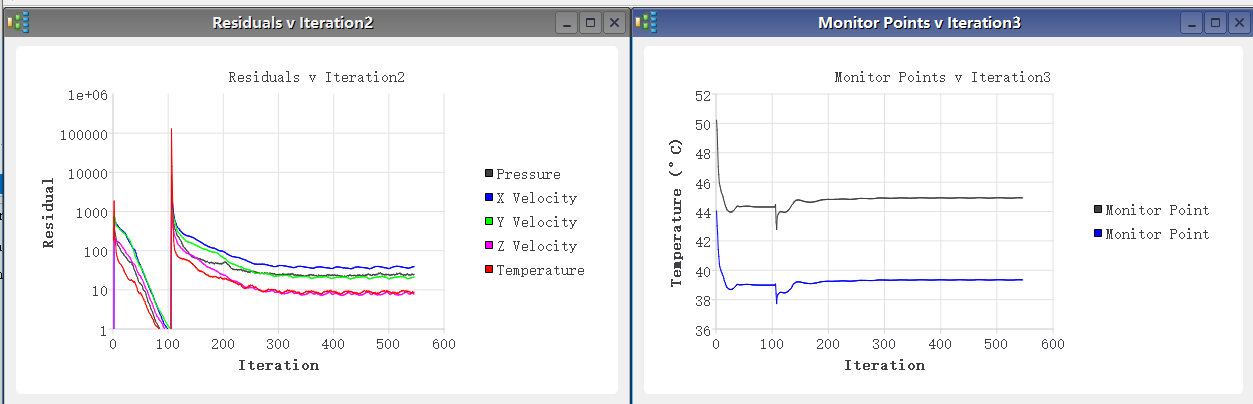 Residuals v Iteration2
Monitor Points v Iteration3
Residuals v Iteration2
1e+06
100000
10000
1000
100
10
1
0 100 200 300 400 500 600
Residual
Iteration
Pressure
X Velocity
Y Velocity
Z Velocity
Temperature
Monitor Points v Iteration3
52
50
48
46
44
42
40
38
36
0 100 200 300 400 500 600
Temperature (°C)
Iteration
Monitor Point
Monitor Point